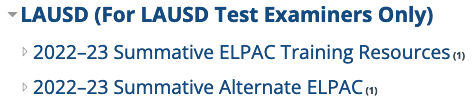 LAUSD (For LAUSD Test Examiners Only)
2022–23 Summative ELPAC Training Resources (1)
2022–23 Summative Alternate ELPAC (1)